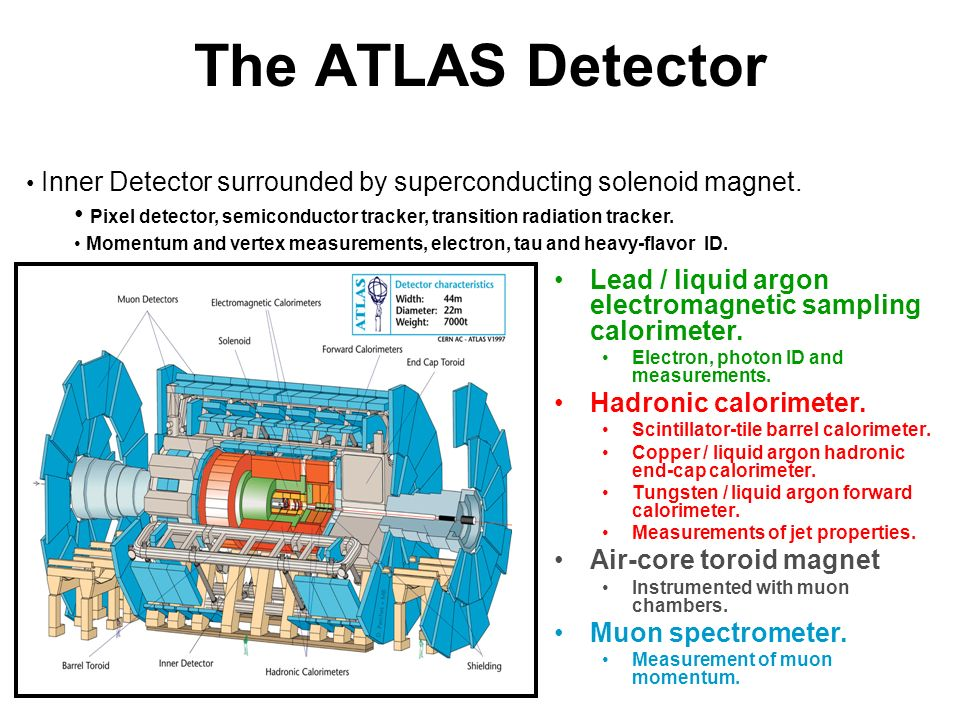 The ATLAS Detector
• Inner Detector surrounded by superconducting solenoid magnet.
• Pixel detector, semiconductor tracker, transition radiation tracker.
• Momentum and vertex measurements, electron, tau and heavy-flavor ID.
ATLAS
Detector characteristics
Width: 44m
Diameter: 22m
Weight: 7000t
CERN AC - ATLAS V1997
Muon Detectors
Electromagnetic Calorimeters
Solenoid
Forward Calorimeters
End Cap Toroid
Barrel Toroid
Inner Detector
Hadronic Calorimeters
Shielding
• Lead / liquid argon
electromagnetic sampling
calorimeter.
• Electron, photon ID and
measurements.
• Hadronic calorimeter.
• Scintillator-tile barrel calorimeter.
• Copper / liquid argon hadronic
end-cap calorimeter.
• Tungsten / liquid argon forward
calorimeter.
• Measurements of jet properties.
• Air-core toroid magnet
• Instrumented with muon
chambers.
• Muon spectrometer.
• Measurement of muon
momentum.